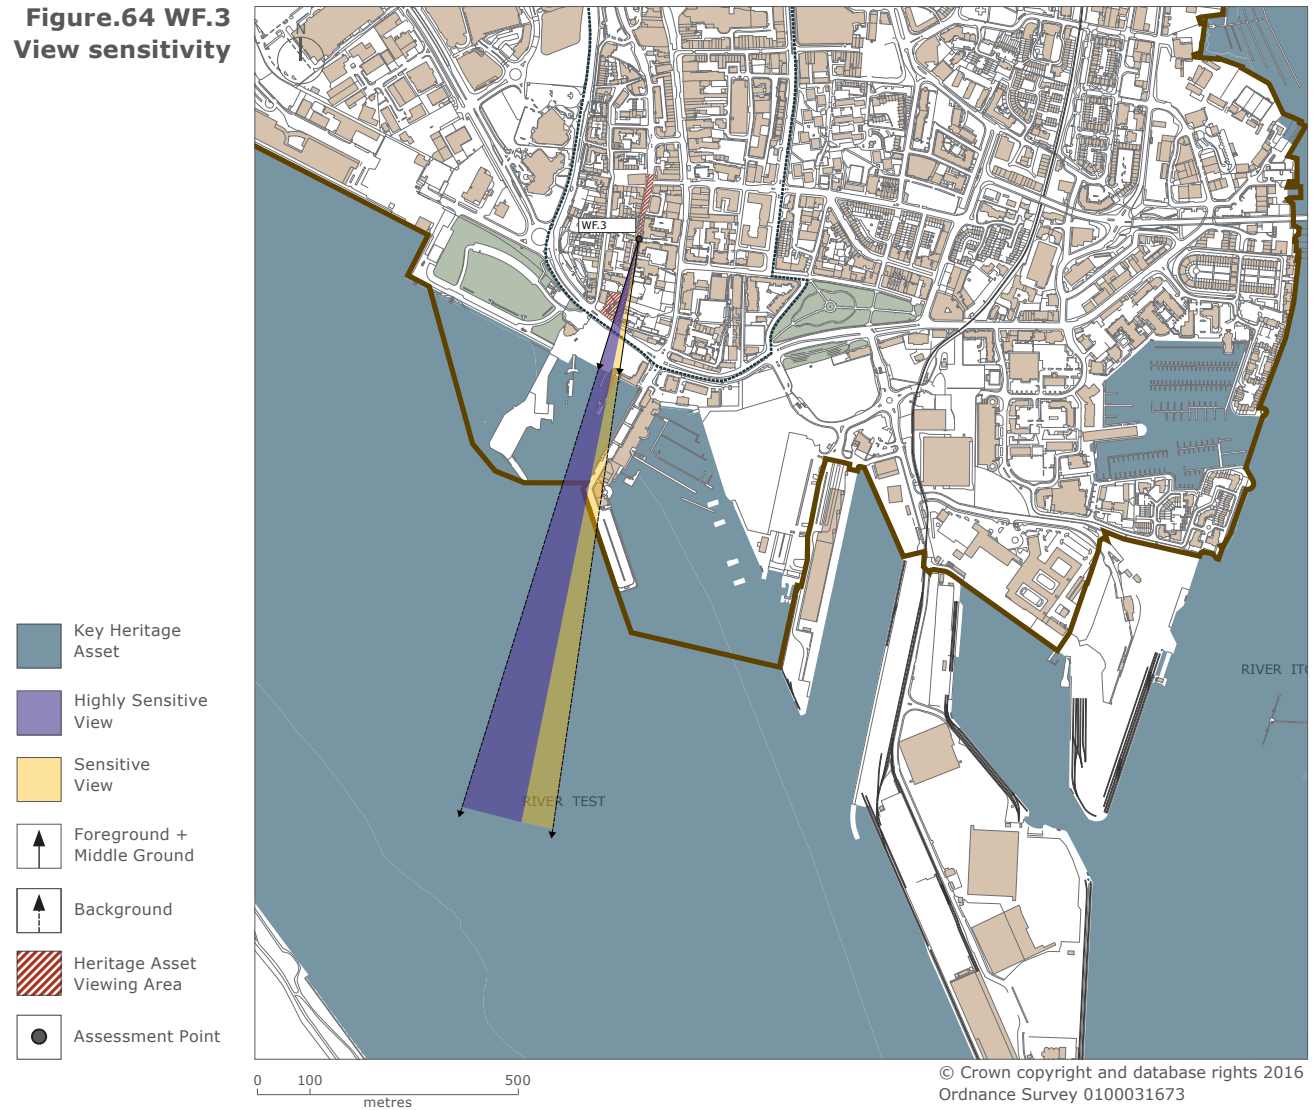 Figure.64 WF.3
View sensitivity
N
WF.3
RIVER TEST
Key Heritage
Asset
Highly Sensitive
View
Sensitive
View
Foreground +
Middle Ground
Background
Heritage Asset
Viewing Area
Assessment Point
0 100 500
metres
© Crown copyright and database rights 2016
Ordnance Survey 0100031673